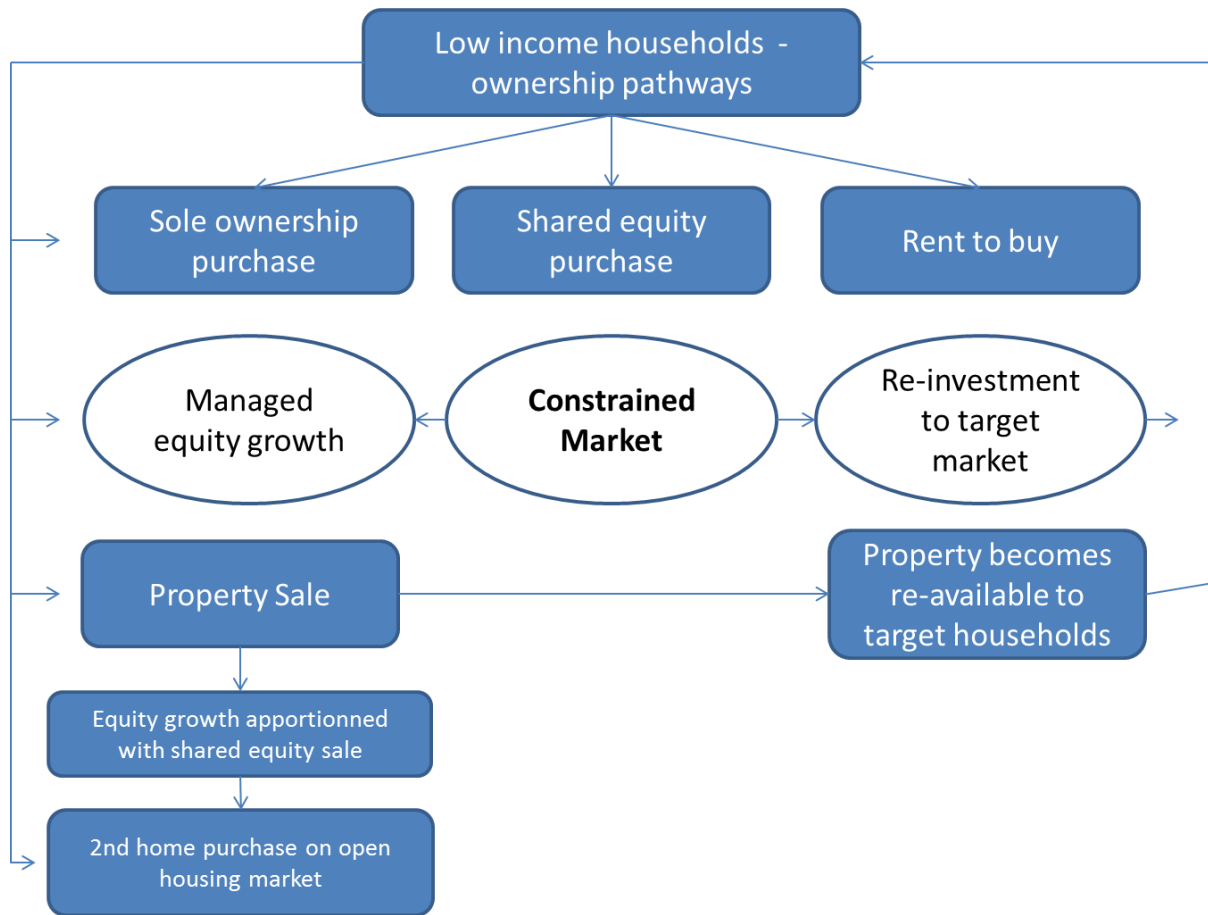 Low income households  -
ownership pathways
Sole ownership
purchase
Shared equity
purchase
Rent to buy
Managed
equity growth
Constrained
Market
Re-investment
to target
market
Property Sale
Property becomes
re-available to
target households
Equity growth apportionned
with shared equity sale
2nd home purchase on open
housing market